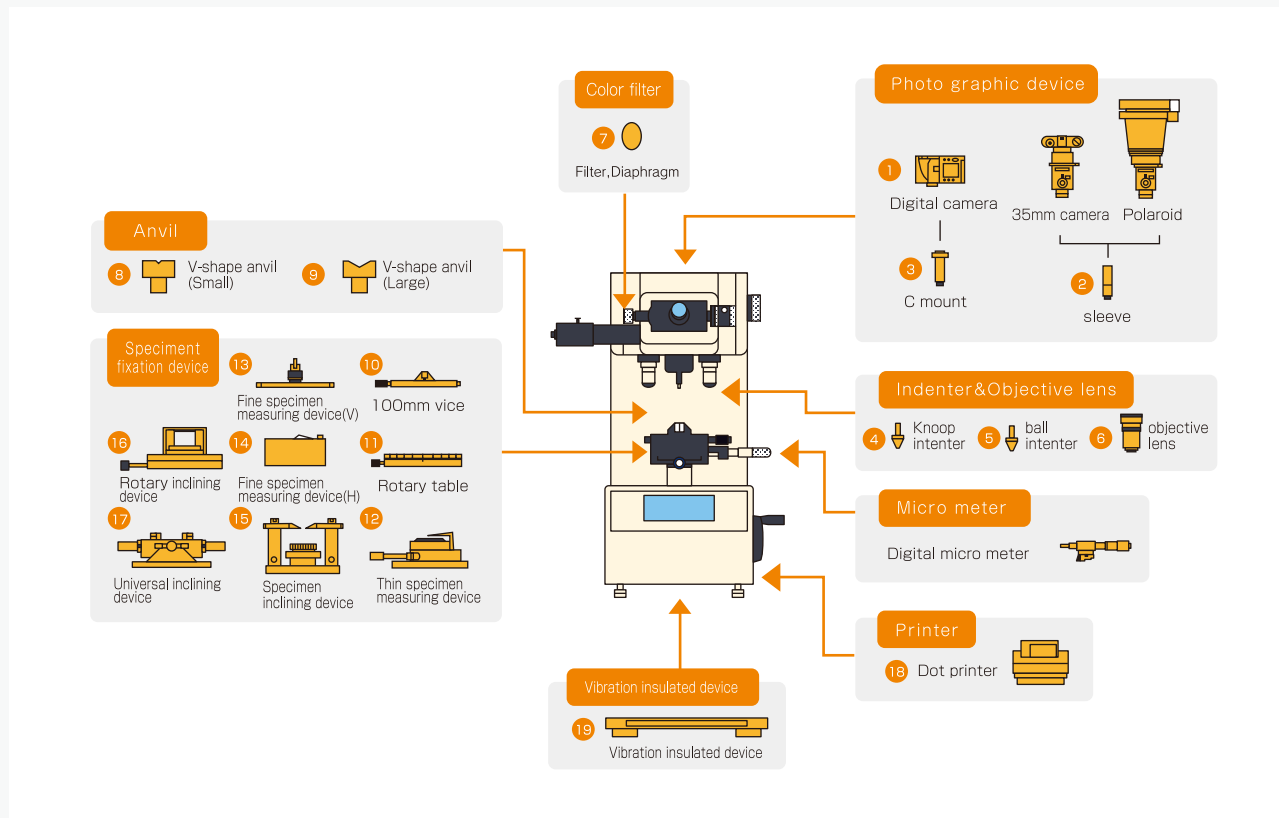 Color filter
7
Filter,Diaphragm
Photo graphic device
1
Digital camera
35mm camera
Polaroid
3
C mount
2
sleeve
Anvil
8
V-shape anvil
(Small)
9
V-shape anvil
(Large)
Speciment
fixation device
13
Fine specimen
measuring device(V)
10
100mm vice
16
Rotary inclining
device
14
Fine specimen
measuring device(H)
11
Rotary table
17
Universal inclining
device
15
Specimen
inclining device
12
Thin specimen
measuring device
Indenter&Objective lens
4
Knoop
intenter
5
ball
intenter
6
objective
lens
Micro meter
Digital micro meter
Printer
18
Dot printer
Vibration insulated device
19
Vibration insulated device